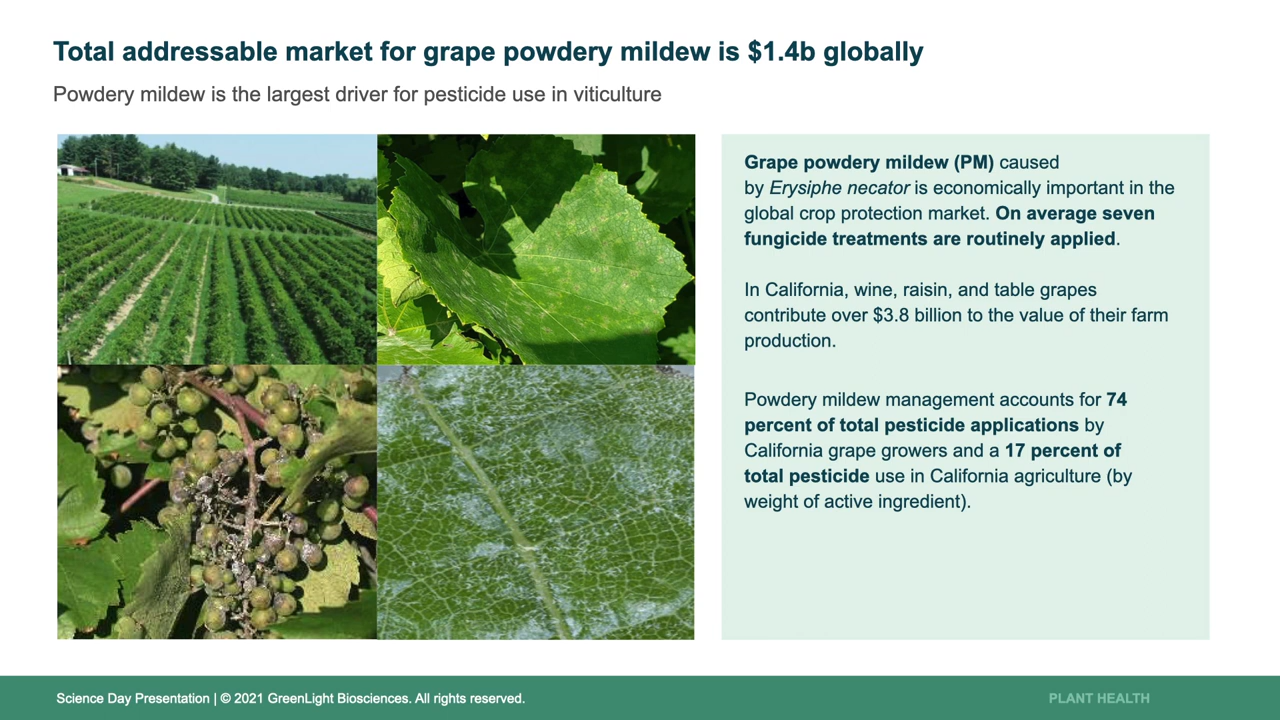 Total addressable market for grape powdery mildew is $1.4b globally
Powdery mildew is the largest driver for pesticide use in viticulture
Grape powdery mildew (PM) caused
by Erysiphe necator is economically important in the
global crop protection market. On average seven
fungicide treatments are routinely applied.
In California, wine, raisin, and table grapes
contribute over $3.8 billion to the value of their farm
production.
Powdery mildew management accounts for 74
percent of total pesticide applications by
California grape growers and a 17 percent of
total pesticide use in California agriculture (by
weight of active ingredient).
Science Day Presentation | © 2021 GreenLight Biosciences. All rights reserved.
PLANT HEALTH